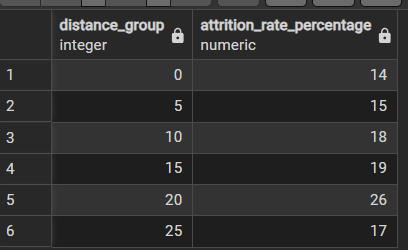 distance_group attrition_rate_percentage
integer numeric
1 0 14
2 5 15
3 10 18
4 15 19
5 20 26
6 25 17